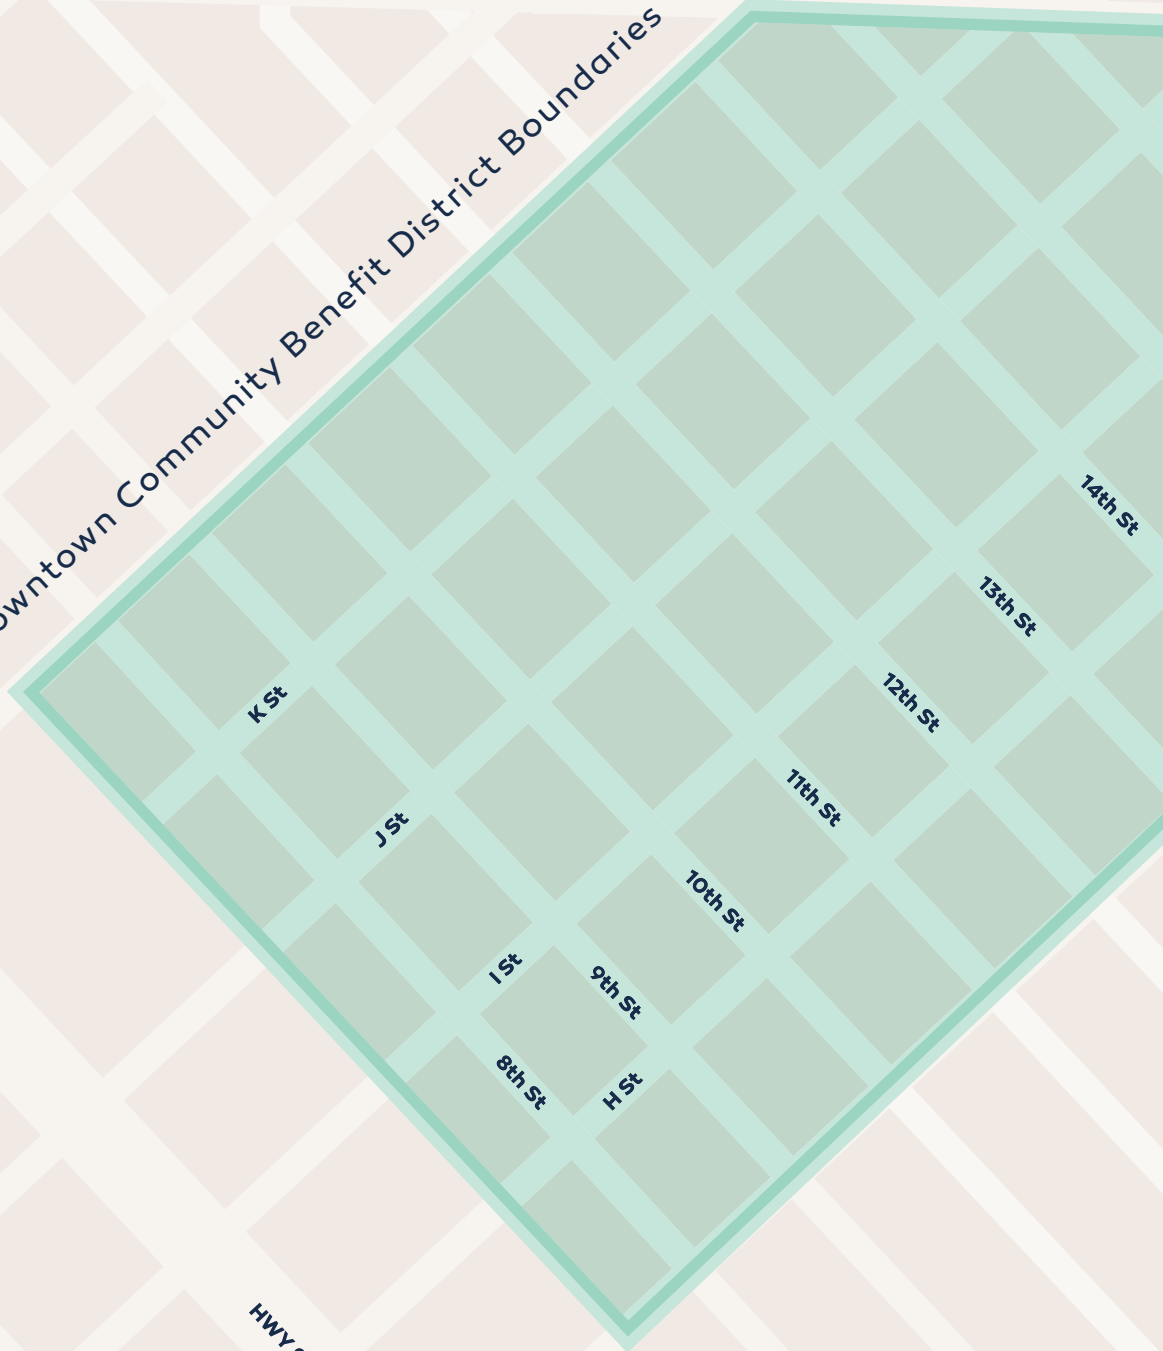 owntown Community Benefit District Boundaries
14th St
13th St
12th St
K St
11th St
J St
10th St
I St
9th St
8th St
H St
HWY